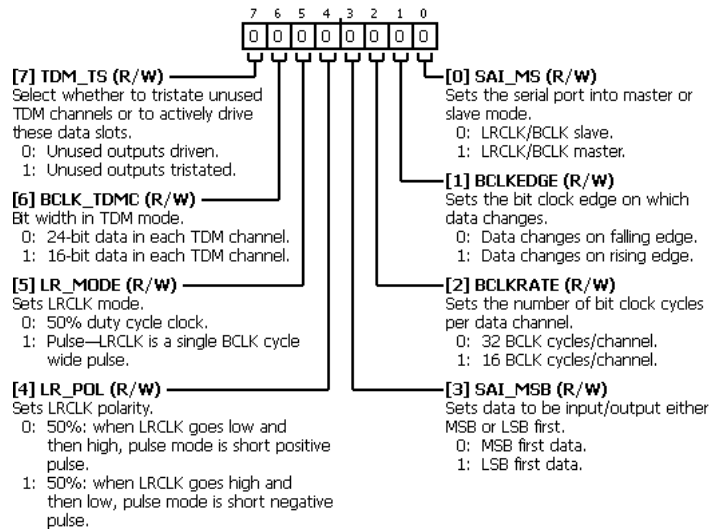 7 6 5 4 3 2 1 0
0 0 0 0 0 0 0 0
[7] TDM_TS (R/W)
Select whether to tristate unused
TDM channels or to actively drive
these data slots.
0: Unused outputs driven.
1: Unused outputs tristated.
[6] BCLK_TDMC (R/W)
Bit width in TDM mode.
0: 24-bit data in each TDM channel.
1: 16-bit data in each TDM channel.
[5] LR_MODE (R/W)
Sets LRCLK mode.
0: 50% duty cycle clock.
1: Pulse—LRCLK is a single BCLK cycle
wide pulse.
[4] LR_POL (R/W)
Sets LRCLK polarity.
0: 50%: when LRCLK goes low and
then high, pulse mode is short positive
pulse.
1: 50%: when LRCLK goes high and
then low, pulse mode is short negative
pulse.
[0] SAI_MS (R/W)
Sets the serial port into master or
slave mode.
0: LRCLK/BCLK slave.
1: LRCLK/BCLK master.
[1] BCLKEDGE (R/W)
Sets the bit clock edge on which
data changes.
0: Data changes on falling edge.
1: Data changes on rising edge.
[2] BCLKRATE (R/W)
Sets the number of bit clock cycles
per data channel.
0: 32 BCLK cycles/channel.
1: 16 BCLK cycles/channel.
[3] SAI_MSB (R/W)
Sets data to be input/output either
MSB or LSB first.
0: MSB first data.
1: LSB first data.